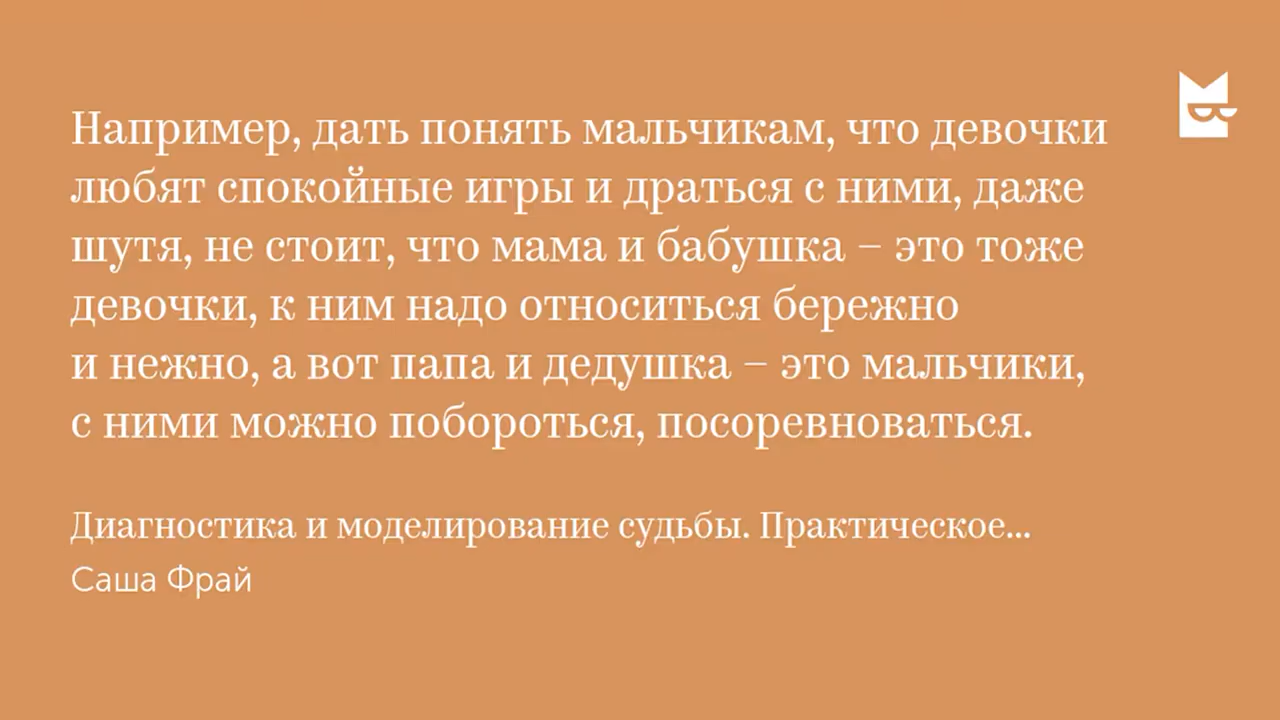 Например, дать понять мальчикам, что девочки
любят спокойные игры и драться с ними, даже
шутя, не стоит, что мама и бабушка – это тоже
девочки, к ним надо относиться бережно
и нежно, а вот папа и дедушка – это мальчики,
с ними можно побороться, посоревноваться.
Диагностика и моделирование судьбы. Практическое...
Саша Фрай